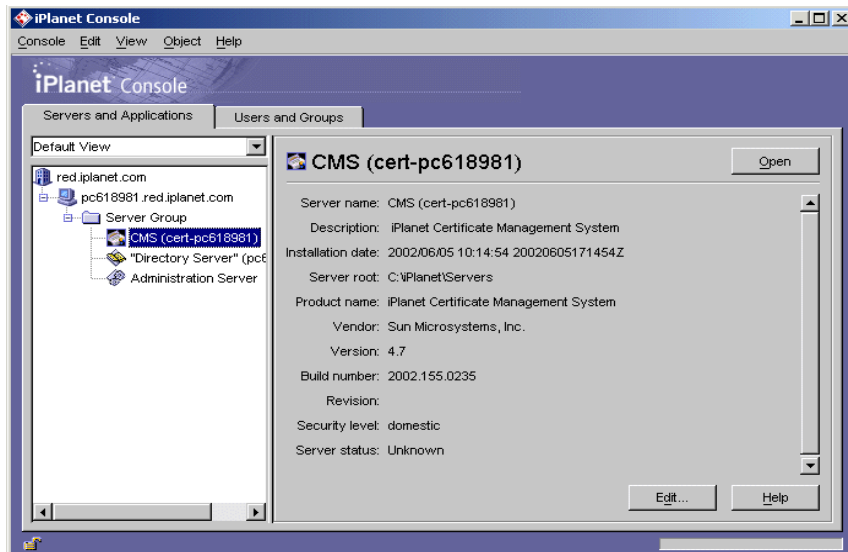 iPlanet Console
Console Edit View Object Help
iPlanet Console
Servers and Applications Users and Groups
Default View
red.iplanet.com
pc618981.red.iplanet.com
Server Group
CMS (cert-pc618981)
"Directory Server" (pc6
Administration Server
CMS (cert-pc618981)
Open
Server name: CMS (cert-pc618981)
Description: iPlanet Certificate Management System
Installation date: 2002/06/05 10:14:54 20020605171454Z
Server root: C:\iPlanet\Servers
Product name: iPlanet Certificate Management System
Vendor: Sun Microsystems, Inc.
Version: 4.7
Build number: 2002.155.0235
Revision:
Security level: domestic
Server status: Unknown
Edit... Help